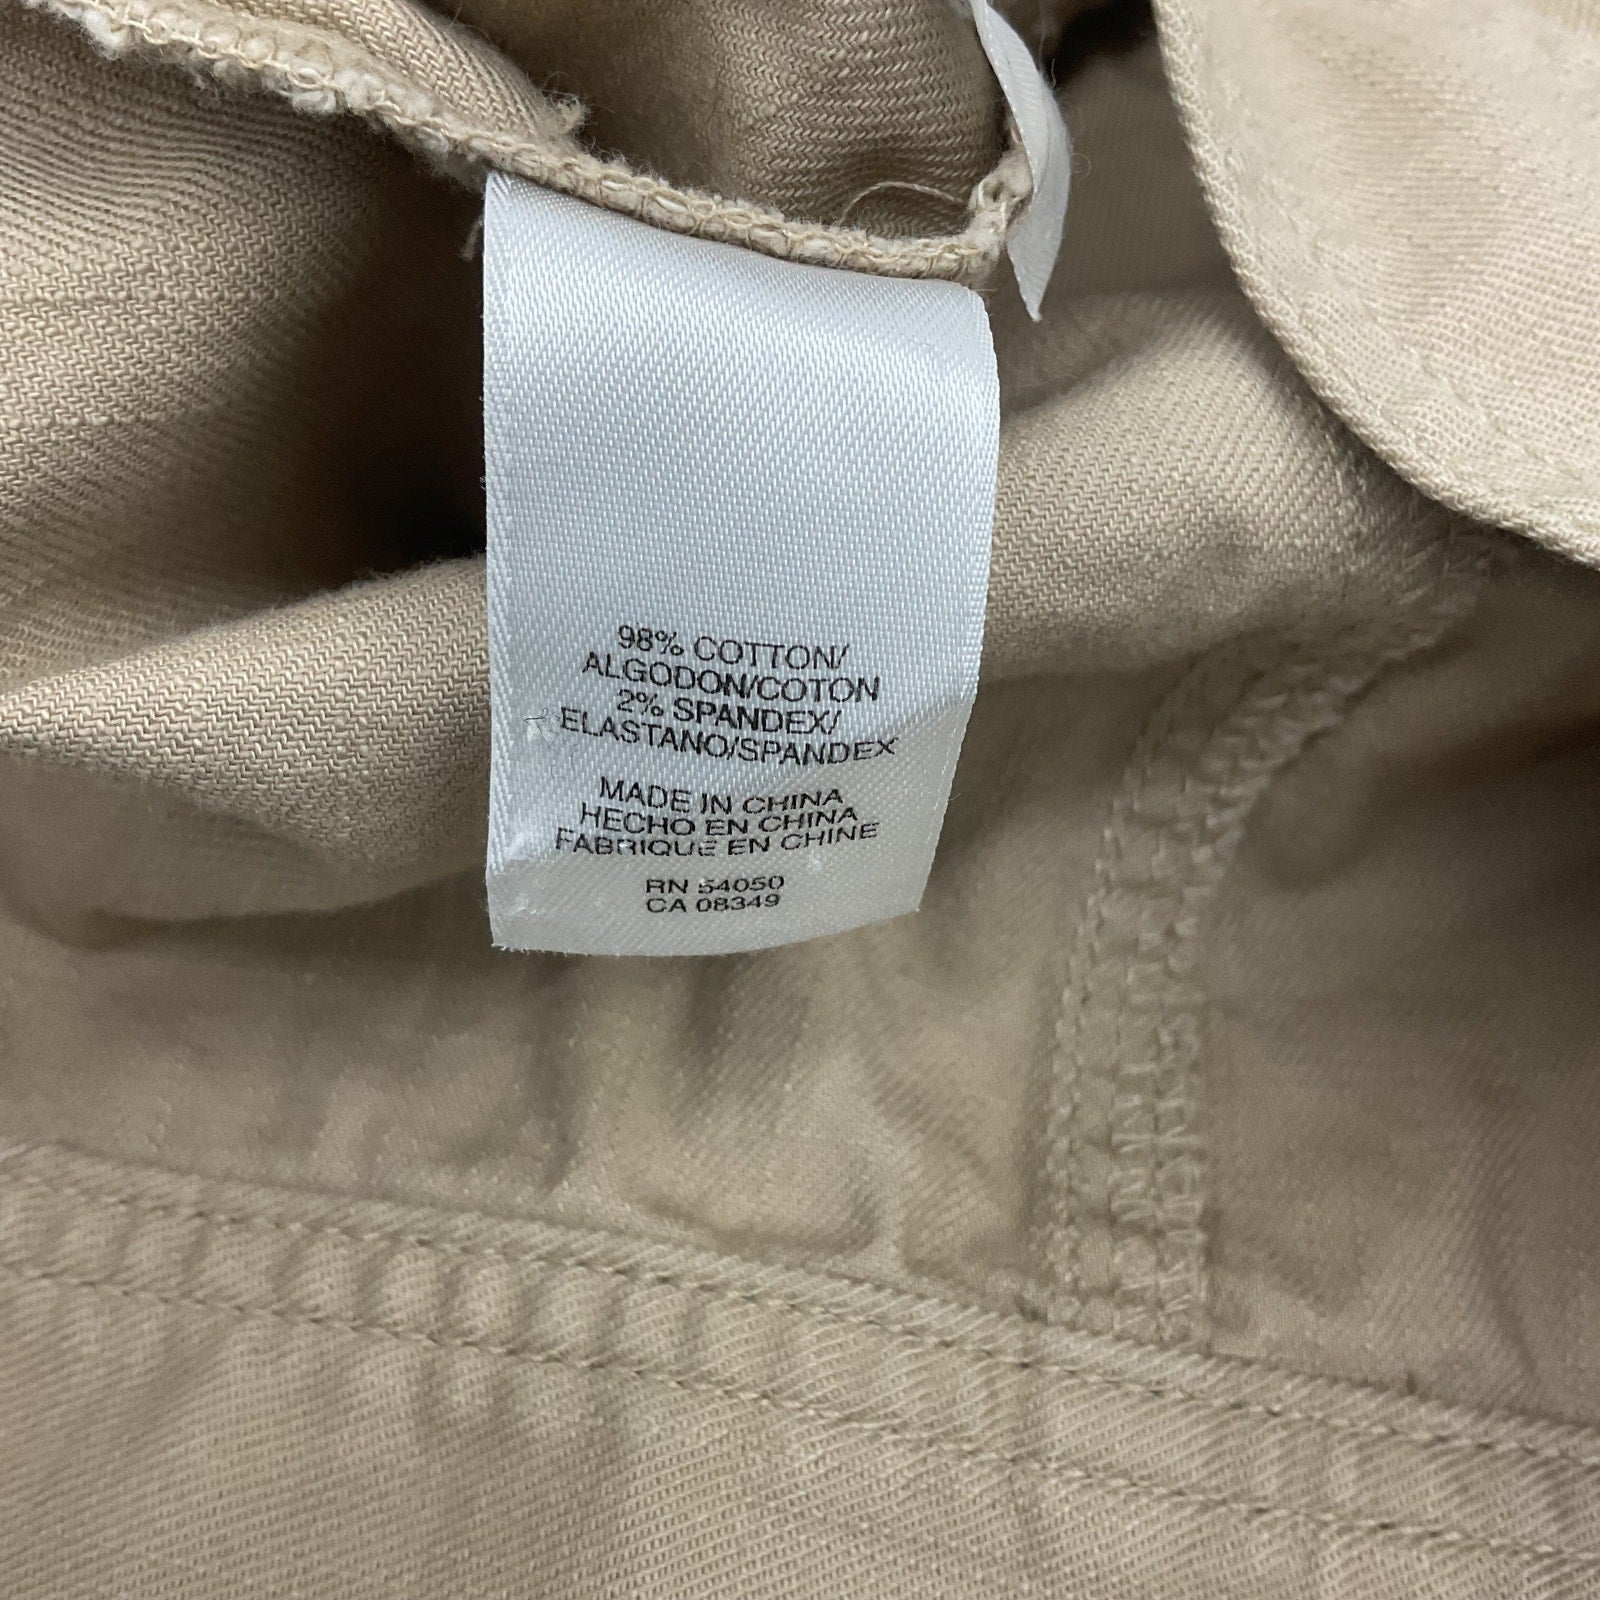 98% COTTON/
ALGODON/COTON
2% SPANDEX/
ELASTANO/SPANDEX
MADE IN CHINA
HECHO EN CHINA
FABRIQUE EN CHINE
RN 54050
CA 08349